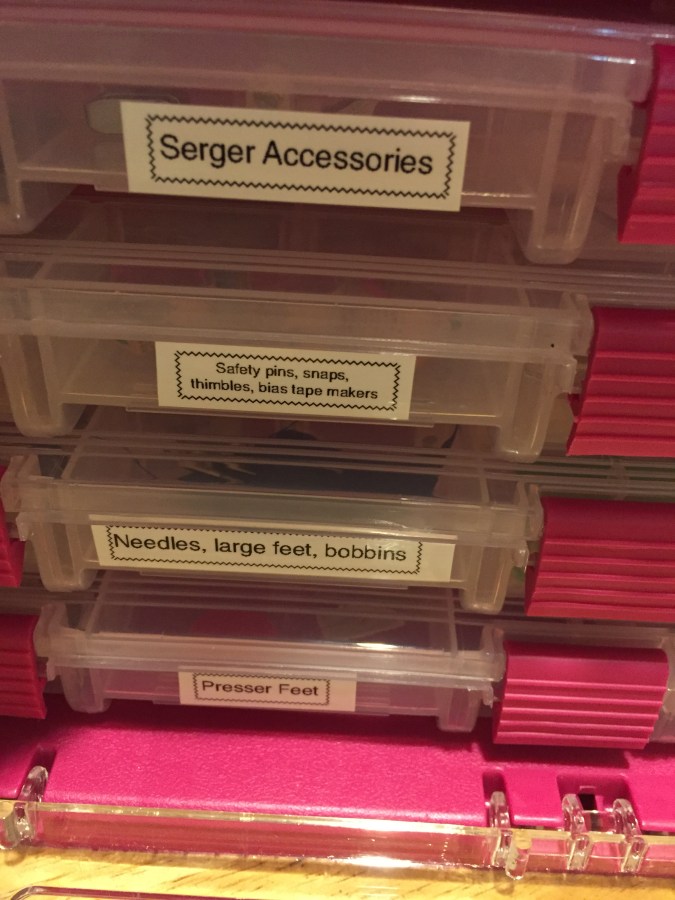 Serger Accessories
Safety pins, snaps,
thimbles, bias tape makers
Needles, large feet, bobbins
Presser Feet